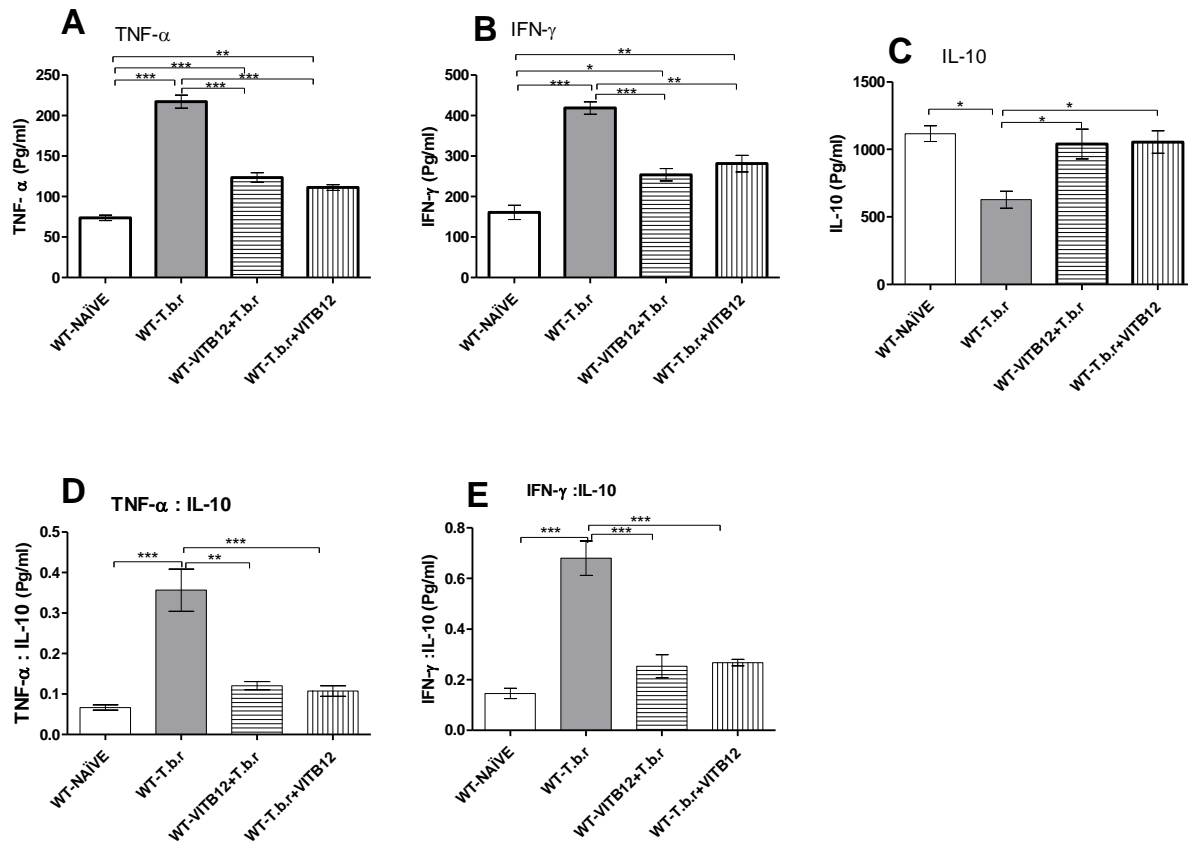 A TNF-α
**
***
*** ***
***
250
200
150
100
50
0
TNF- α (Pg/ml)
WT-NAÏVE
WT-T.b.r
WT-VITB12+T.b.r
WT-T.b.r+VITB12
B IFN-γ
**
*
*** **
***
500
400
300
200
100
0
IFN-γ (Pg/ml)
WT-NAÏVE
WT-T.b.r
WT-VITB12+T.b.r
WT-T.b.r+VITB12
C IL-10
* *
*
1500
1000
500
0
IL-10 (Pg/ml)
WT-NAÏVE
WT-T.b.r
WT-VITB12+T.b.r
WT-T.b.r+VITB12
D TNF-α : IL-10
***
*** **
0.5
0.4
0.3
0.2
0.1
0.0
TNF-α : IL-10 (Pg/ml)
WT-NAÏVE
WT-T.b.r
WT-VITB12+T.b.r
WT-T.b.r+VITB12
E IFN-γ :IL-10
***
*** ***
0.8
0.6
0.4
0.2
0.0
IFN-γ :IL-10 (Pg/ml)
WT-NAÏVE
WT-T.b.r
WT-VITB12+T.b.r
WT-T.b.r+VITB12